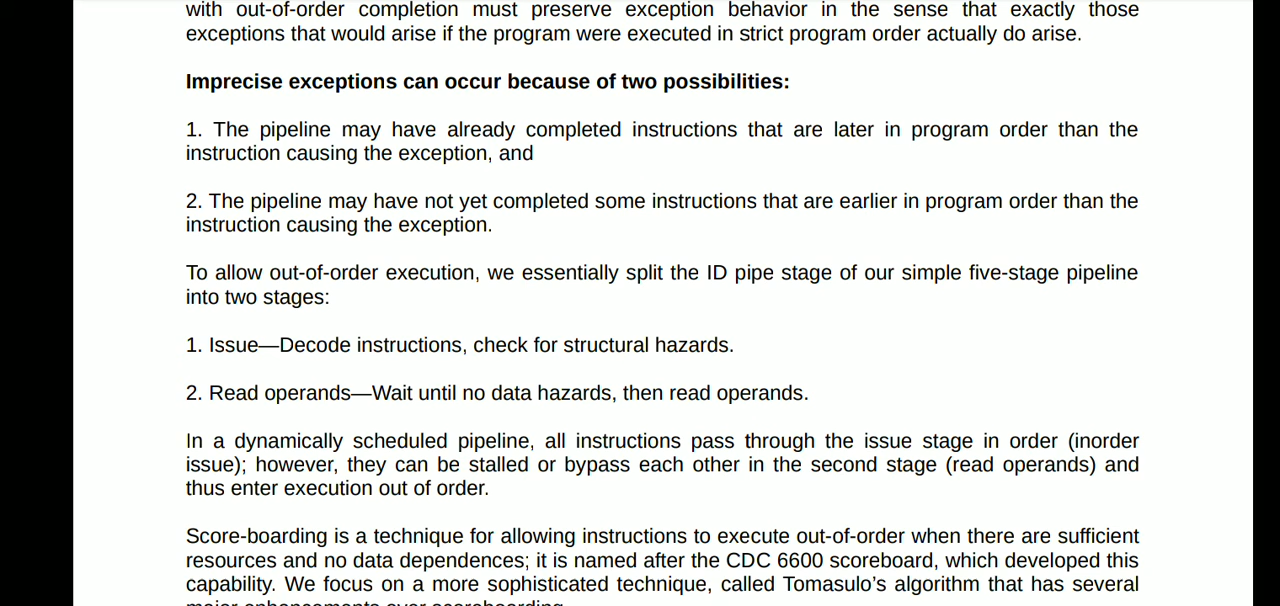 with out-of-order completion must preserve exception behavior in the sense that exactly those
exceptions that would arise if the program were executed in strict program order actually do arise.
Imprecise exceptions can occur because of two possibilities:
1. The pipeline may have already completed instructions that are later in program order than the
instruction causing the exception, and
2. The pipeline may have not yet completed some instructions that are earlier in program order than the
instruction causing the exception.
To allow out-of-order execution, we essentially split the ID pipe stage of our simple five-stage pipeline
into two stages:
1. Issue—Decode instructions, check for structural hazards.
2. Read operands—Wait until no data hazards, then read operands.
In a dynamically scheduled pipeline, all instructions pass through the issue stage in order (inorder
issue); however, they can be stalled or bypass each other in the second stage (read operands) and
thus enter execution out of order.
Score-boarding is a technique for allowing instructions to execute out-of-order when there are sufficient
resources and no data dependences; it is named after the CDC 6600 scoreboard, which developed this
capability. We focus on a more sophisticated technique, called Tomasulo’s algorithm that has several
major enhancements over scoreboarding.